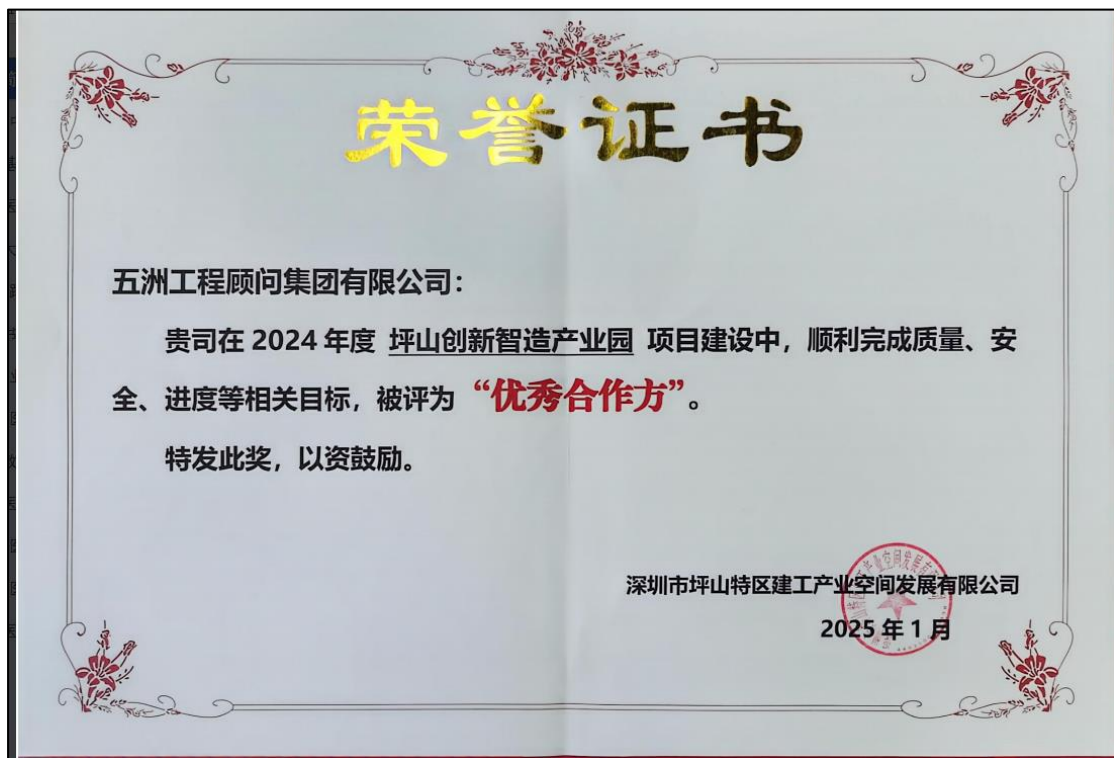 荣誉证书
五洲工程顾问集团有限公司：
贵司在 2024 年度 坪山创新智造产业园 项目建设中，顺利完成质量、安
全、进度等相关目标，被评为“优秀合作方”。
特发此奖，以资鼓励。
深圳市坪山特区建工产业空间发展有限公司
2025 年 1 月